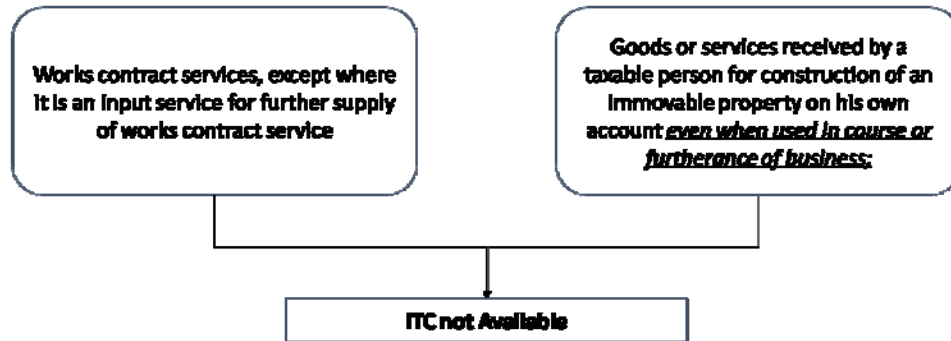 Works contract services, except where
it is an input service for further supply
of works contract service
Goods or services received by a
taxable person for construction of an
immovable property on his own
account even when used in course or
furtherance of business;
ITC not Available